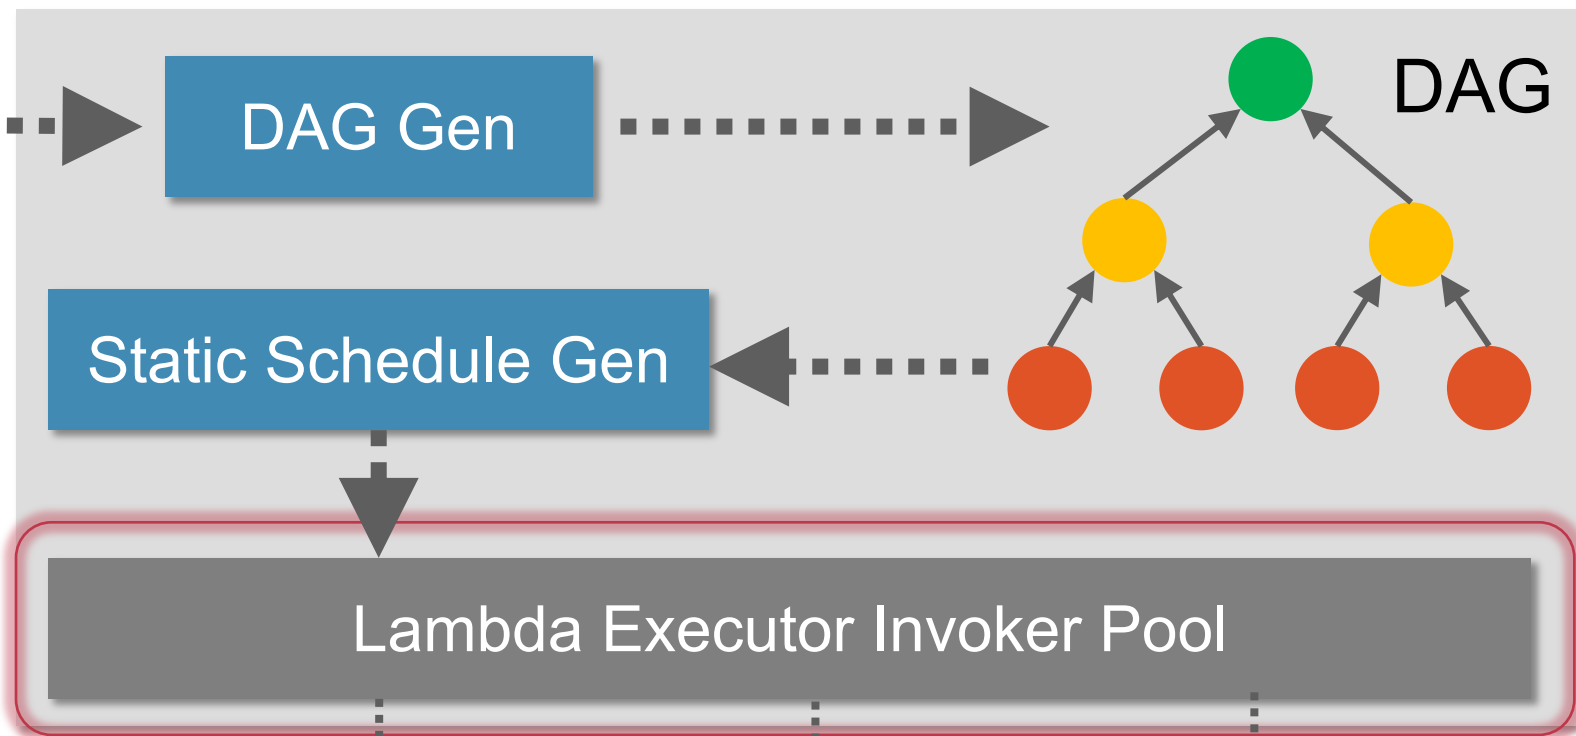 DAG Gen
DAG
Static Schedule Gen
Lambda Executor Invoker Pool